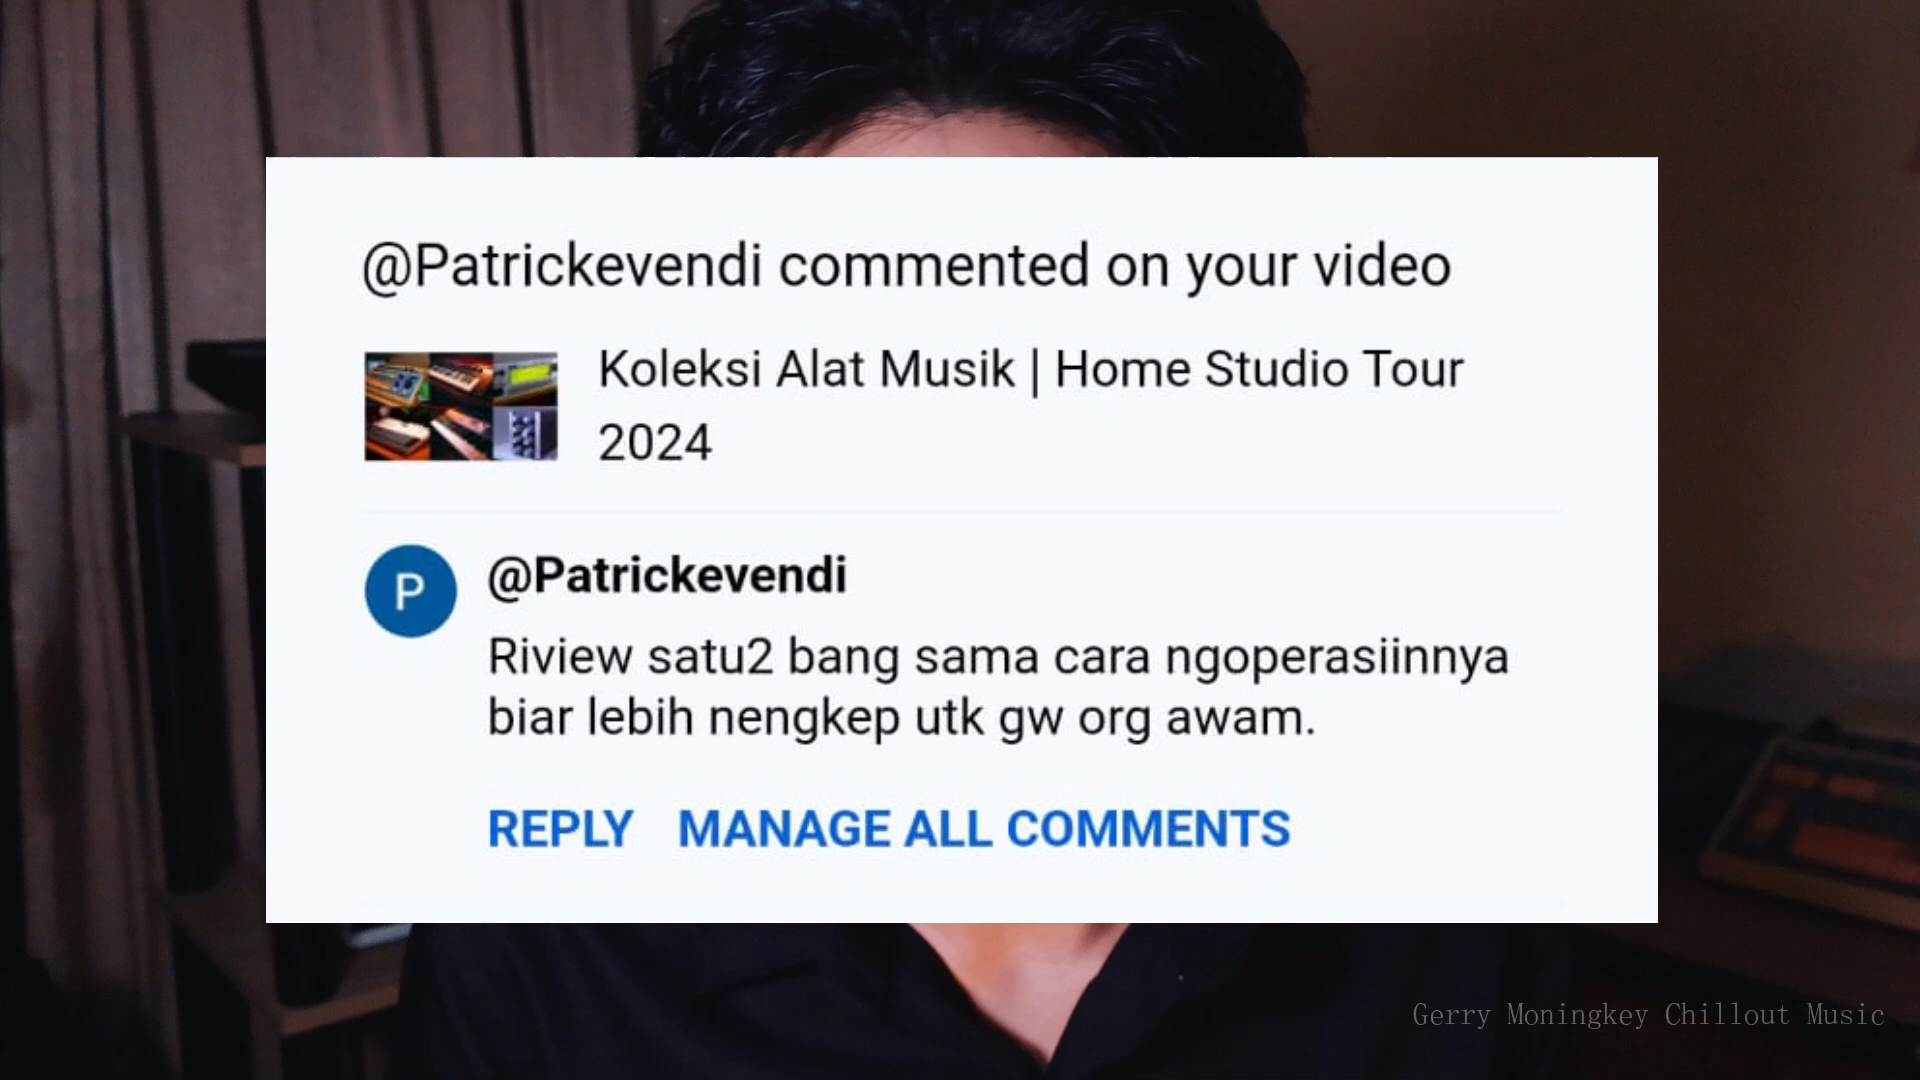 @Patrickevendi commented on your video
Koleksi Alat Musik | Home Studio Tour
2024
P
@Patrickevendi
Riview satu2 bang sama cara ngoperasiinnya
biar lebih nengkep utk gw org awam.
REPLY MANAGE ALL COMMENTS
Gerry Moningkey Chillout Music